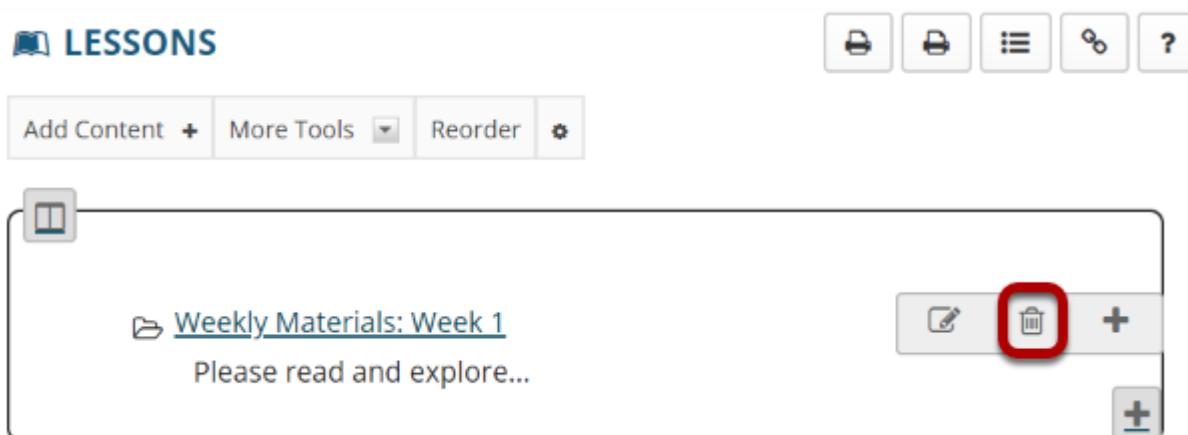 LESSONS
?
Add Content + More Tools Reorder
Weekly Materials: Week 1
Please read and explore...